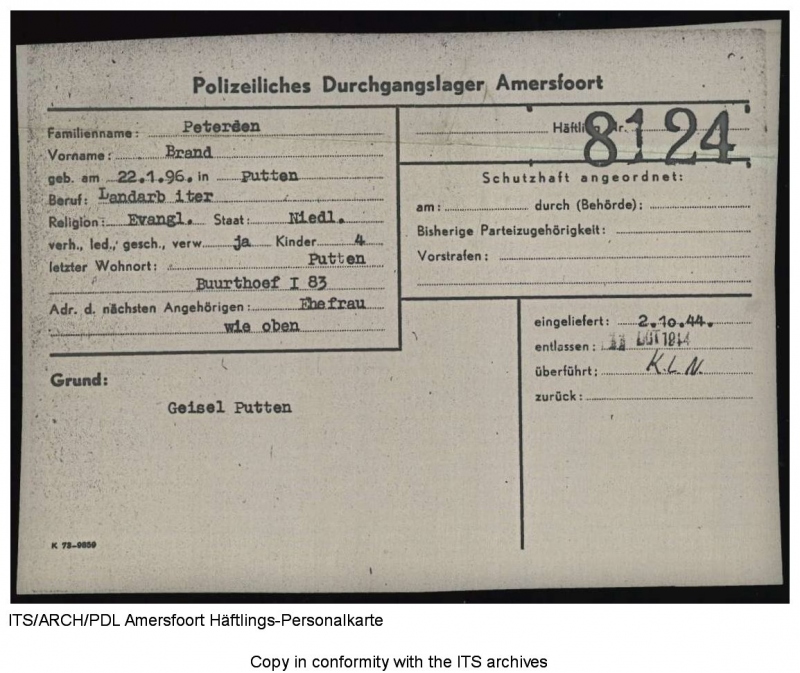 Polizeiliches Durchgangslager Amersfoort
Familienname: Petersen
Vorname: Brand
geb. am 22.1.96. in Putten
Beruf: Landarb iter
Religion: Evangl. Staat: Niedl.
verh., led., gesch., verw. ja Kinder 4
letzter Wohnort: Putten
Buurthoef I 83
Adr. d. nächsten Angehörigen: Ehefrau
wie oben
Häftling Nr. 8124
Schutzhaft angeordnet:
am: durch (Behörde):
Bisherige Parteizugehörigkeit:
Vorstrafen:
eingeliefert: 2.10.44.
entlassen: OKT 1944
überführt: K.L.N.
zurück:
Grund:
Geisel Putten
K 73-9859
ITS/ARCH/PDL Amersfoort Häftlings-Personalkarte
Copy in conformity with the ITS archives